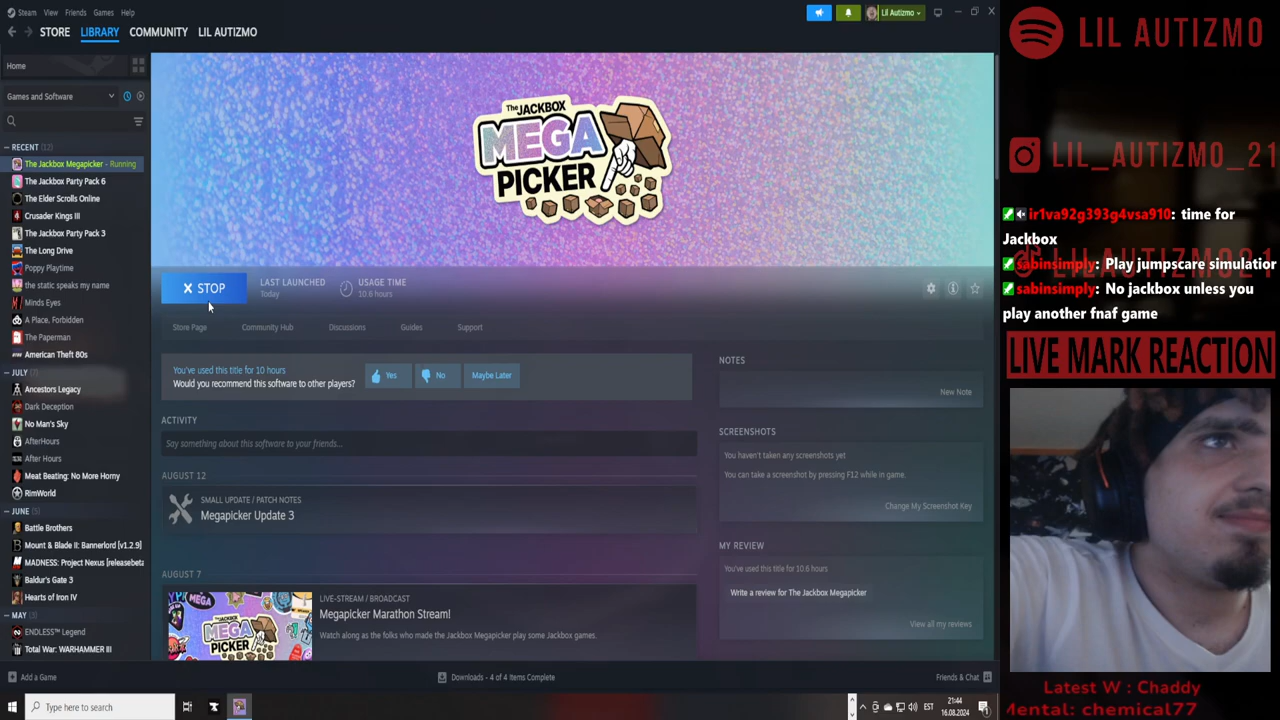 Steam View Friends Games Help
Lil Autizmo
STORE LIBRARY COMMUNITY LIL AUTIZMO
Home
Games and Software
RECENT (12)
The Jackbox Megapicker - Running
The Jackbox Party Pack 6
The Elder Scrolls Online
Crusader Kings III
The Jackbox Party Pack 3
The Long Drive
Poppy Playtime
the static speaks my name
Minds Eyes
A Place, Forbidden
The Paperman
American Theft 80s
JULY
Ancestors Legacy
Dark Deception
No Man's Sky
AfterHours
After Hours
Meat Beating: No More Horny
RimWorld
JUNE
Battle Brothers
Mount & Blade II: Bannerlord [v1.2.9]
MADNESS: Project Nexus [releasebeta
Baldur's Gate 3
Hearts of Iron IV
MAY
ENDLESS™ Legend
Total War: WARHAMMER III
Add a Game
The JACKBOX
MEGA
PICKER
STOP
LAST LAUNCHED
Today
USAGE TIME
10.6 hours
Store Page Community Hub Discussions Guides Support
You've used this title for 10 hours
Would you recommend this software to other players?
Yes No Maybe Later
ACTIVITY
Say something about this software to your friends...
AUGUST 12
SMALL UPDATE / PATCH NOTES
Megapicker Update 3
AUGUST 7
MEGA
PICKER
LIVE-STREAM / BROADCAST
Megapicker Marathon Stream!
Watch along as the folks who made the Jackbox Megapicker play some Jackbox games.
NOTES
New Note
SCREENSHOTS
You haven't taken any screenshots yet
You can take a screenshot by pressing F12 while in game.
Change My Screenshot Key
MY REVIEW
You've used this title for 10.6 hours
Write a review for The Jackbox Megapicker
View all my reviews
Downloads - 4 of 4 Items Complete
Friends & Chat
Type here to search
EST
21:44
16.08.2024
LIL AUTIZMO
LIL_AUTIZMO_21
ir1va92g393g4vsa910: time for
Jackbox
sabinsimply: Play jumpscare simulatior
sabinsimply: No jackbox unless you
play another fnaf game
LIVE MARK REACTION
Latest W : Chaddy
Mental: chemical77